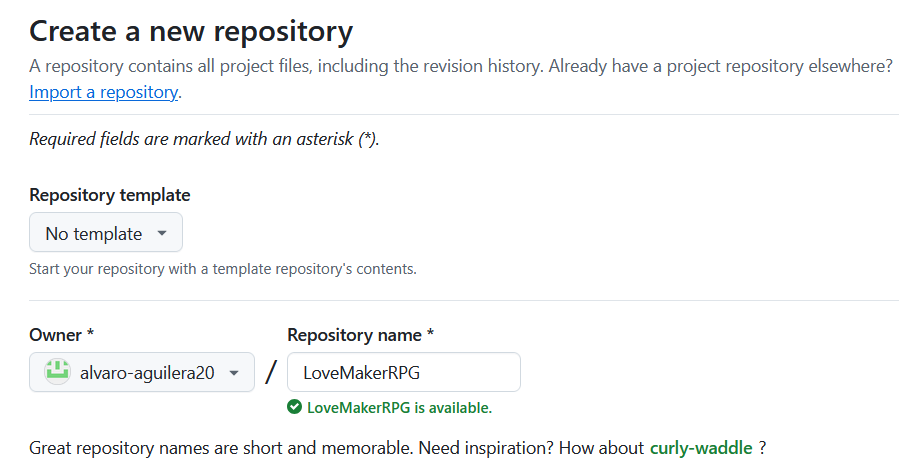 Create a new repository
A repository contains all project files, including the revision history. Already have a project repository elsewhere?
Import a repository.
Required fields are marked with an asterisk (*).
Repository template
No template
Start your repository with a template repository's contents.
Owner *
Repository name *
alvaro-aguilera20 / LoveMakerRPG
LoveMakerRPG is available.
Great repository names are short and memorable. Need inspiration? How about curly-waddle ?